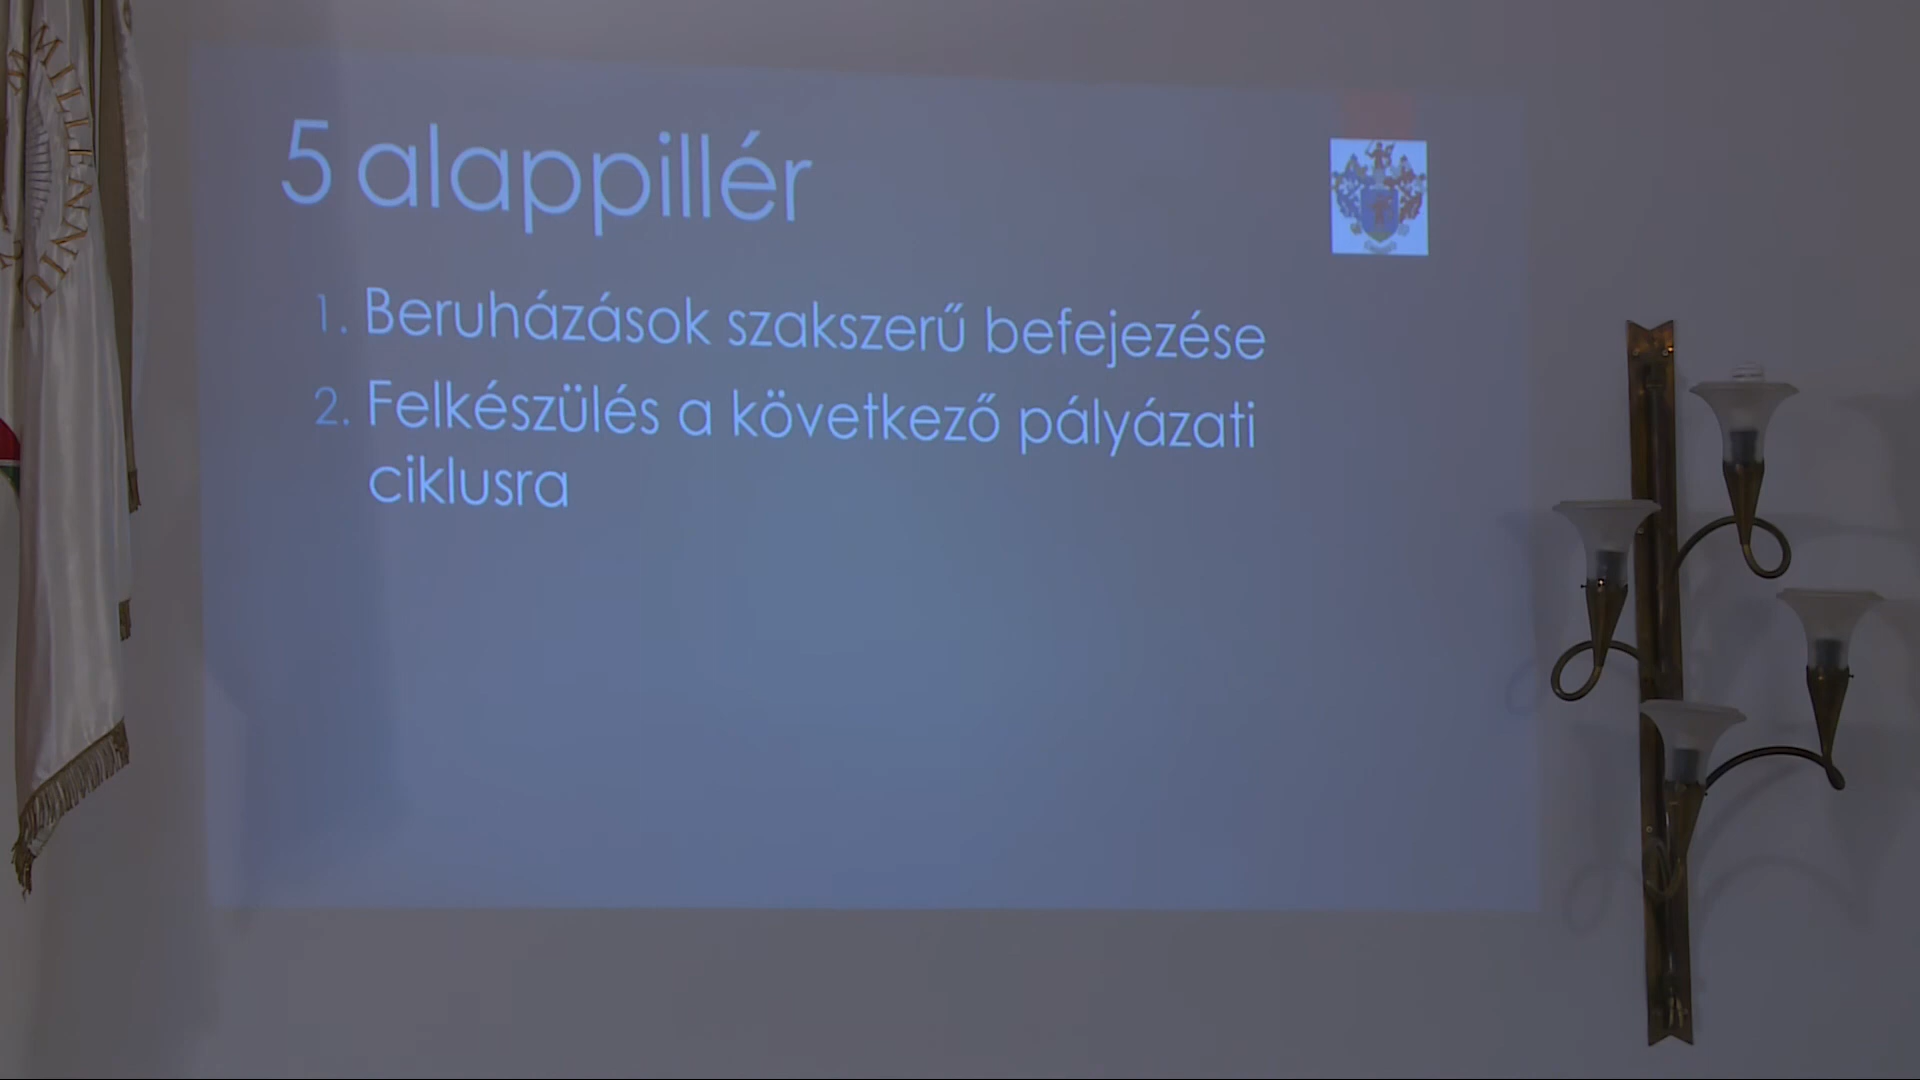 5 alappillér
1. Beruházások szakszerű befejezése
2. Felkészülés a következő pályázati
ciklusra